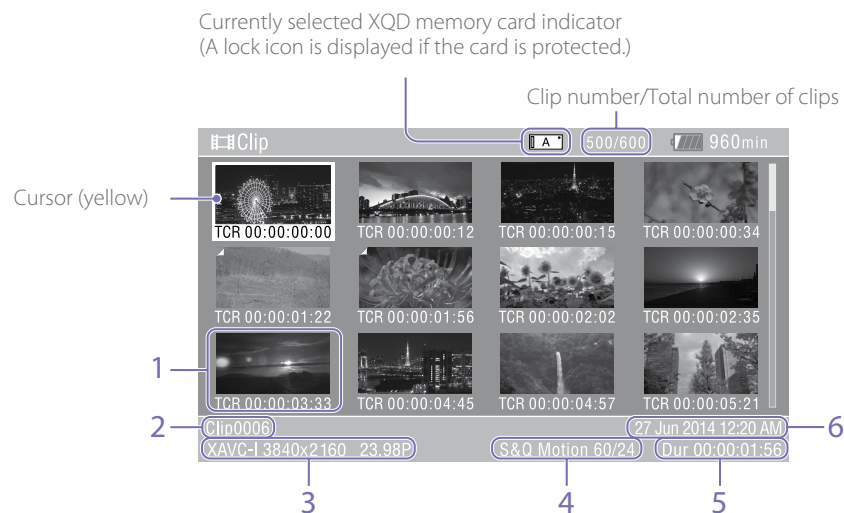 Currently selected XQD memory card indicator
(A lock icon is displayed if the card is protected.)
Clip number/Total number of clips
Clip A 500/600 960min
Cursor (yellow)
TCR 00:00:00:00 TCR 00:00:00:12 TCR 00:00:00:15 TCR 00:00:00:34
TCR 00:00:01:22 TCR 00:00:01:56 TCR 00:00:02:02 TCR 00:00:02:35
1
TCR 00:00:03:33 TCR 00:00:04:45 TCR 00:00:04:57 TCR 00:00:05:21
2 Clip0006 27 Jun 2014 12:20 AM 6
XAVC-I 3840x2160 23.98P S&Q Motion 60/24 Dur 00:00:01:56
3 4 5